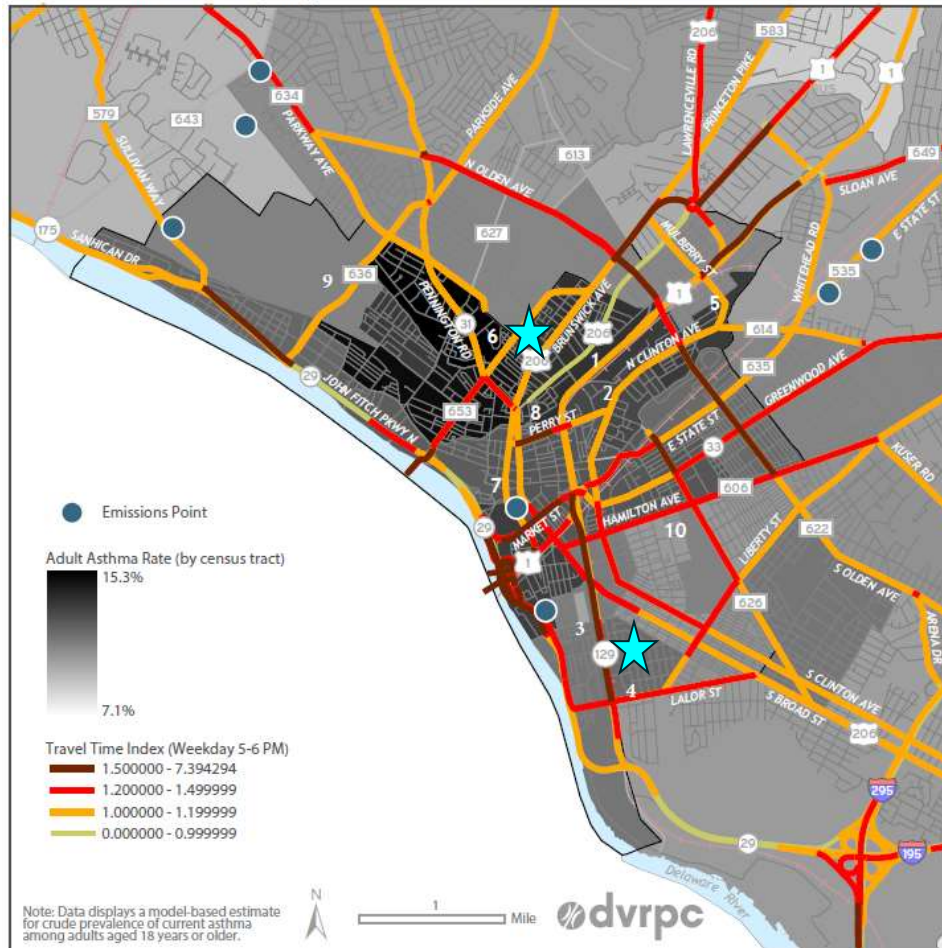 206
583
1
1
US
579
643
634
PARKWAY AVE
PARKSIDE AVE
LAWRENCEVILLE RD
PRINCETON PIKE
613
649
SULLIVAN WAY
N OLDEN AVE
SLOAN AVE
E STATE ST
175
SANHICAN DR
627
MULBERRY ST
WHITEHEAD RD
535
9
636
PENNINGTON RD
31
6
BRUNSWICK AVE
206
206
1
5
1
N CLINTON AVE
614
635
GREENWOOD AVE
29
JOHN FITCH PKWY N
653
8
2
PERRY ST
E STATE ST
33
606
KUSER RD
7
29
MARKET ST
HAMILTON AVE
10
LIBERTY ST
622
S OLDEN AVE
1
626
ARENA DR
3
129
4
LALOR ST
S CLINTON AVE
S BROAD ST
206
295
195
29
Delaware River
Emissions Point
Adult Asthma Rate (by census tract)
15.3%
7.1%
Travel Time Index (Weekday 5-6 PM)
1.500000 - 7.394294
1.200000 - 1.499999
1.000000 - 1.199999
0.000000 - 0.999999
Note: Data displays a model-based estimate
for crude prevalence of current asthma
among adults aged 18 years or older.
N
1
Mile
dvrpc